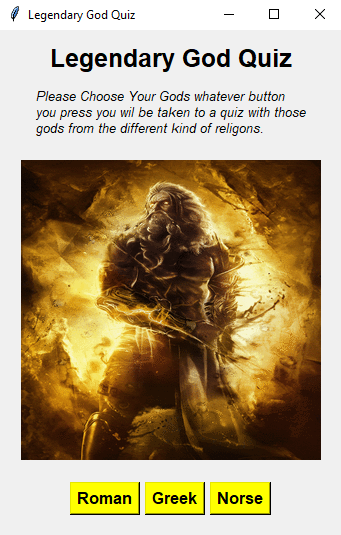 Legendary God Quiz
Legendary God Quiz
Please Choose Your Gods whatever button
you press you wil be taken to a quiz with those
gods from the different kind of religons.
Roman Greek Norse